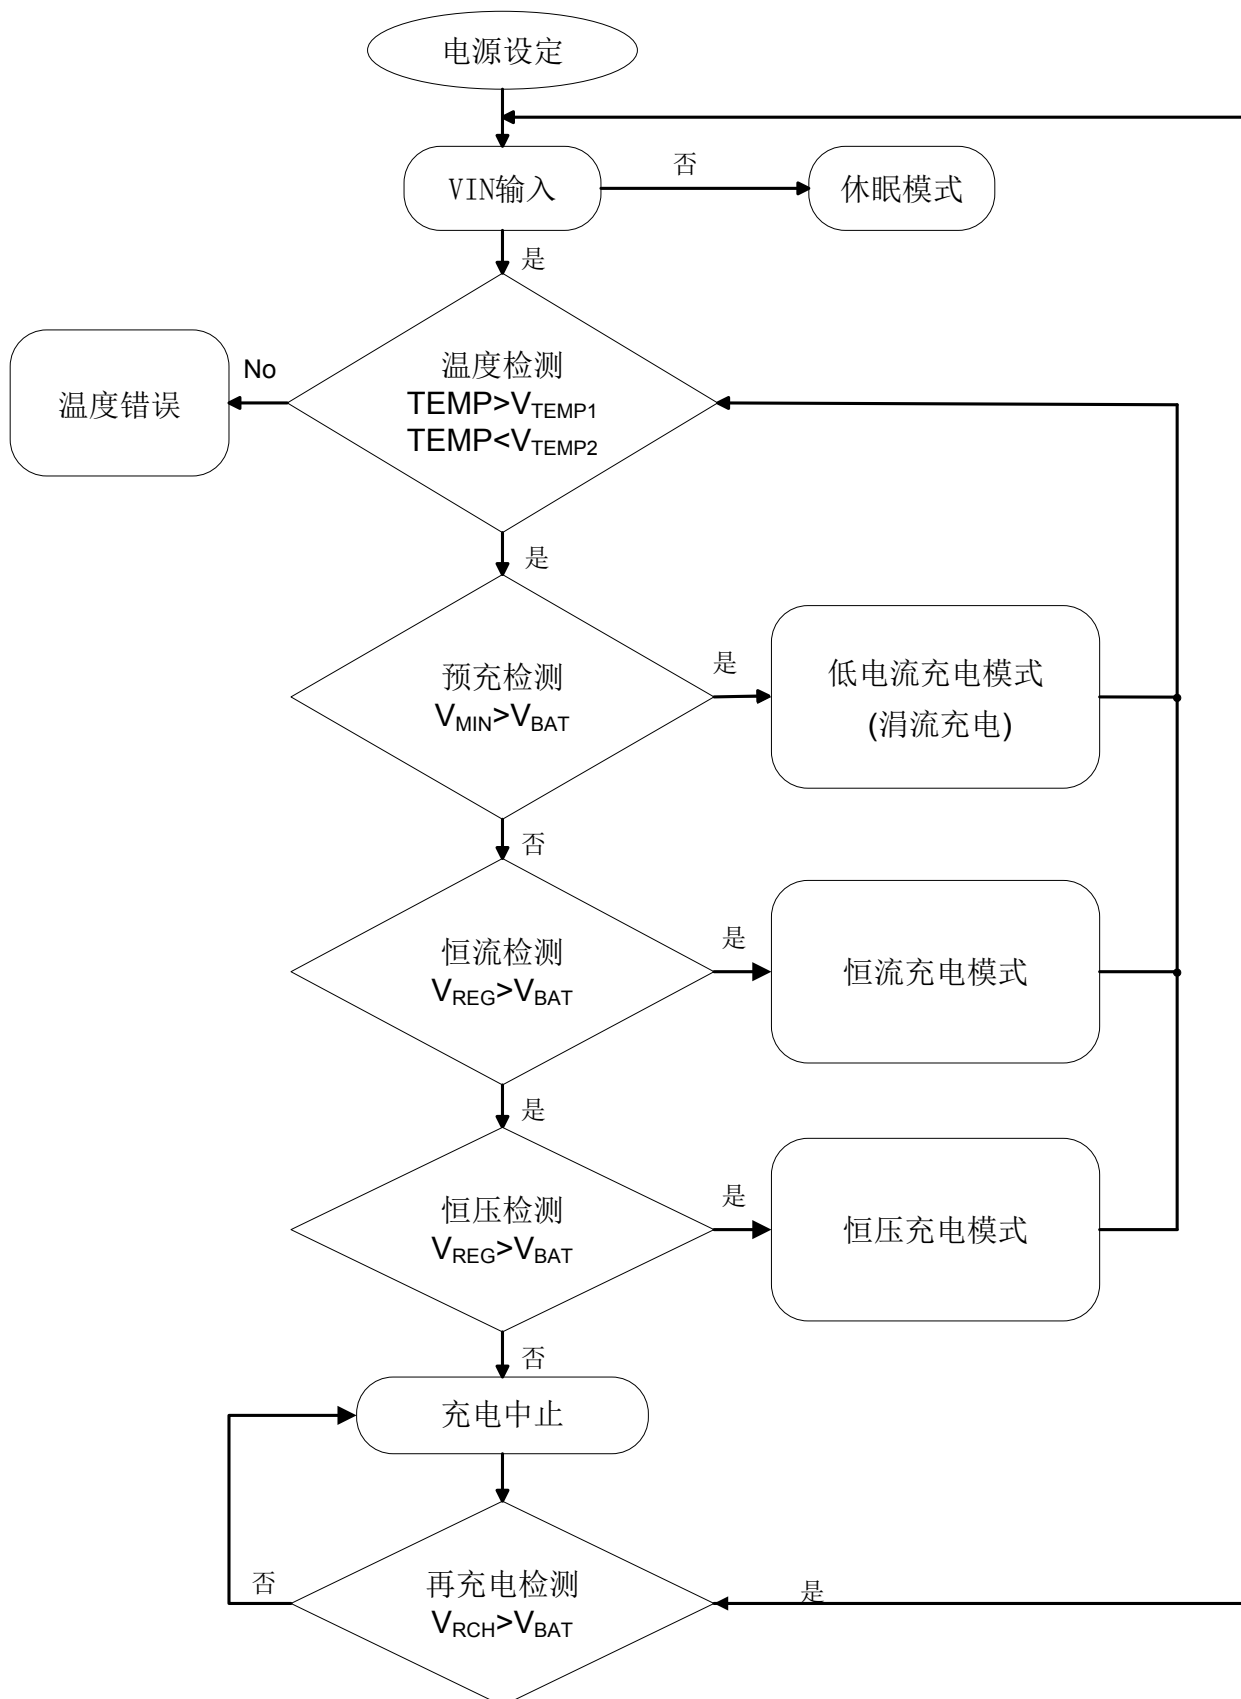 电源设定
VIN输入
否
休眠模式
是
温度检测
TEMP>VTEMP1
TEMP<VTEMP2
No
温度错误
是
预充检测
VMIN>VBAT
是
低电流充电模式
(涓流充电)
否
恒流检测
VREG>VBAT
是
恒流充电模式
是
恒压检测
VREG>VBAT
是
恒压充电模式
否
充电中止
否
再充电检测
VRCH>VBAT
是